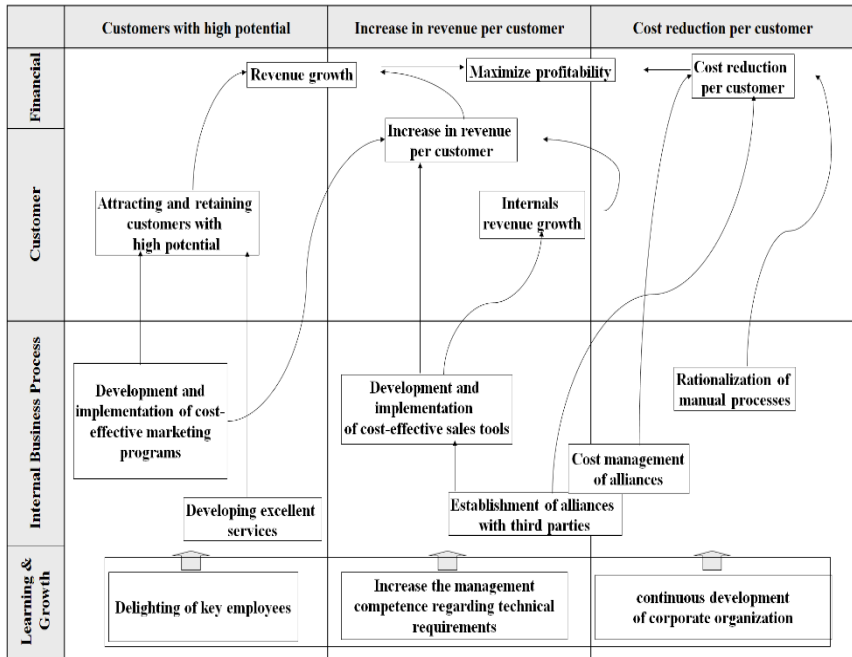 Customers with high potential
Increase in revenue per customer
Cost reduction per customer
Financial
Revenue growth
Maximize profitability
Cost reduction
per customer
Customer
Increase in revenue
per customer
Attracting and retaining
customers with
high potential
Internals
revenue growth
Internal Business Process
Development and
implementation of cost-
effective marketing
programs
Development and
implementation
of cost-effective sales tools
Rationalization of
manual processes
Cost management
of alliances
Developing excellent
services
Establishment of alliances
with third parties
Learning &
Growth
Delighting of key employees
Increase the management
competence regarding technical
requirements
continuous development
of corporate organization